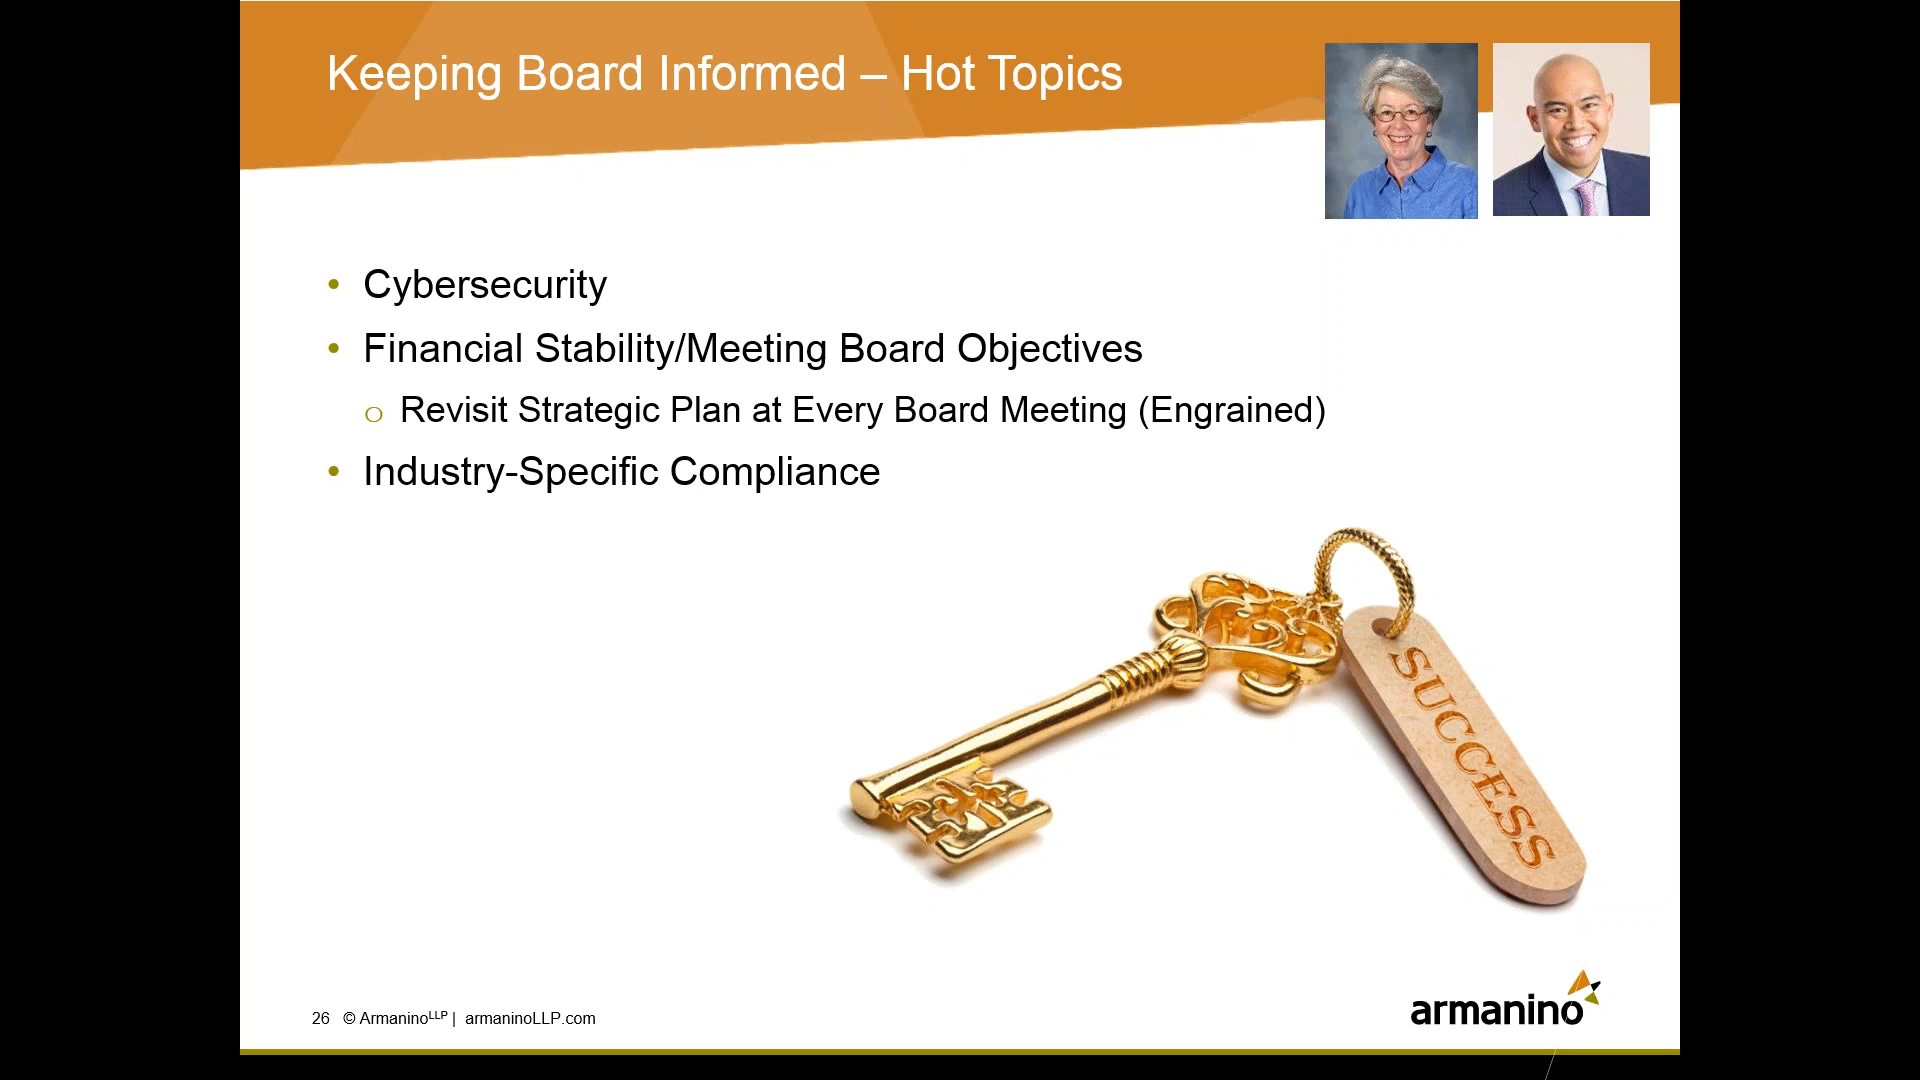 Keeping Board Informed – Hot Topics
• Cybersecurity
• Financial Stability/Meeting Board Objectives
o Revisit Strategic Plan at Every Board Meeting (Engrained)
• Industry-Specific Compliance
SUCCESS
26 © ArmaninoLLP | armaninoLLP.com
armanino